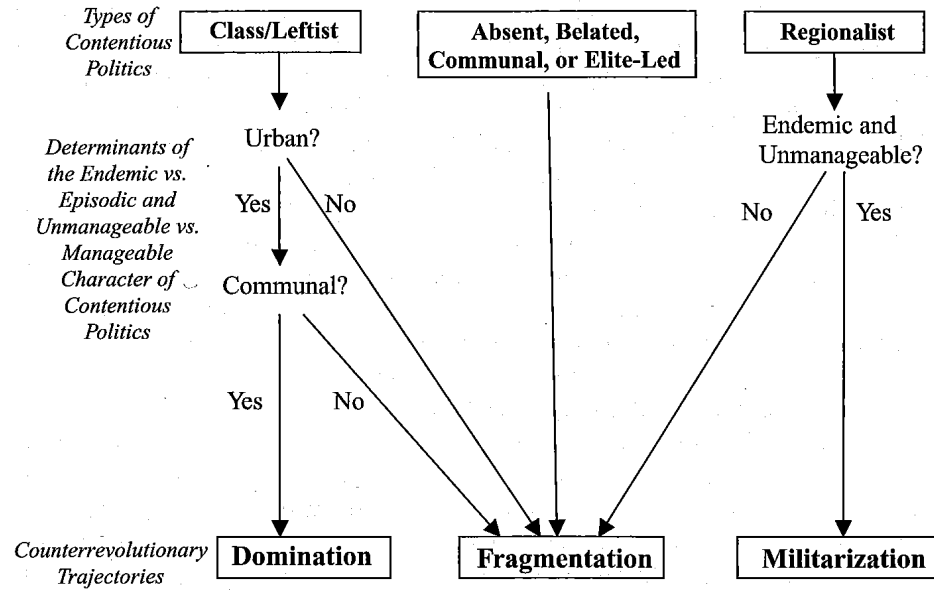 Types of
Contentious
Politics
Class/Leftist
Absent, Belated,
Communal, or Elite-Led
Regionalist
Determinants of
the Endemic vs.
Episodic and
Unmanageable vs.
Manageable
Character of
Contentious
Politics
Urban?
Endemic and
Unmanageable?
Yes
No
No
Yes
Communal?
Yes
No
Counterrevolutionary
Trajectories
Domination
Fragmentation
Militarization